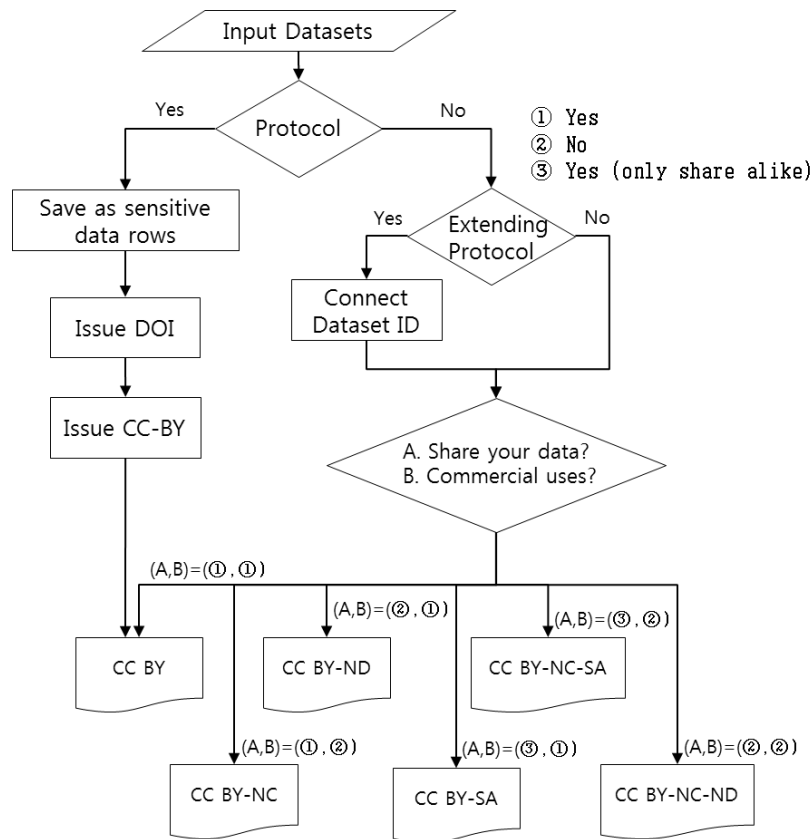 Input Datasets
Yes
Protocol
No
① Yes
② No
③ Yes (only share alike)
Save as sensitive
data rows
Yes
Extending
Protocol
No
Connect
Dataset ID
Issue DOI
Issue CC-BY
A. Share your data?
B. Commercial uses?
(A,B)=(①,①)
(A,B)=(②,①)
(A,B)=(③,②)
CC BY
CC BY-ND
CC BY-NC-SA
(A,B)=(①,②)
(A,B)=(③,①)
(A,B)=(②,②)
CC BY-NC
CC BY-SA
CC BY-NC-ND